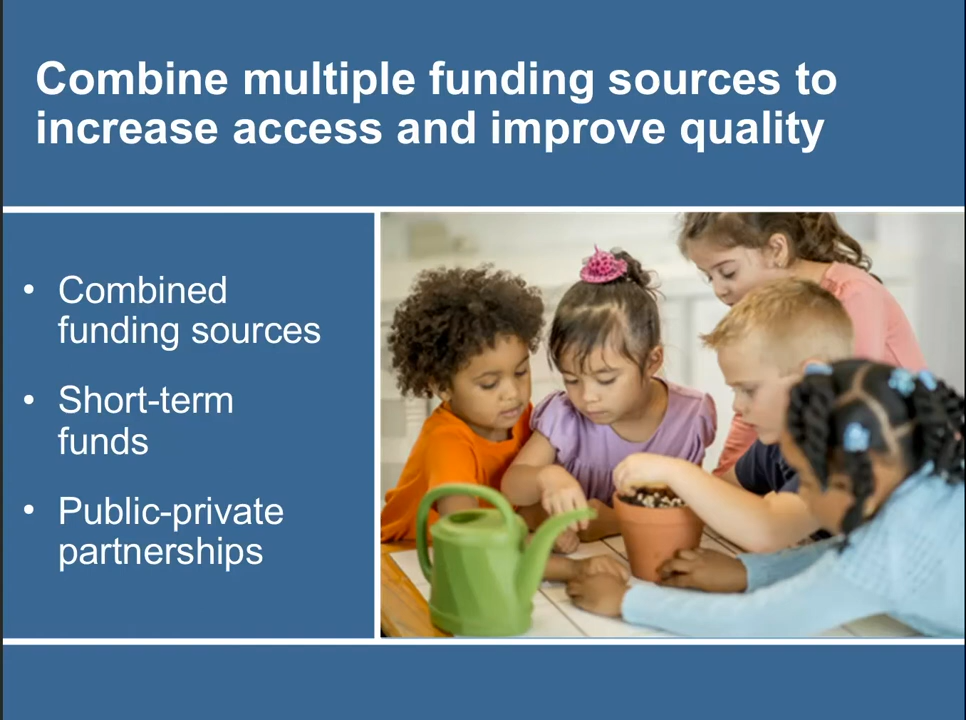 Combine multiple funding sources to
increase access and improve quality
• Combined
funding sources
• Short-term
funds
• Public-private
partnerships